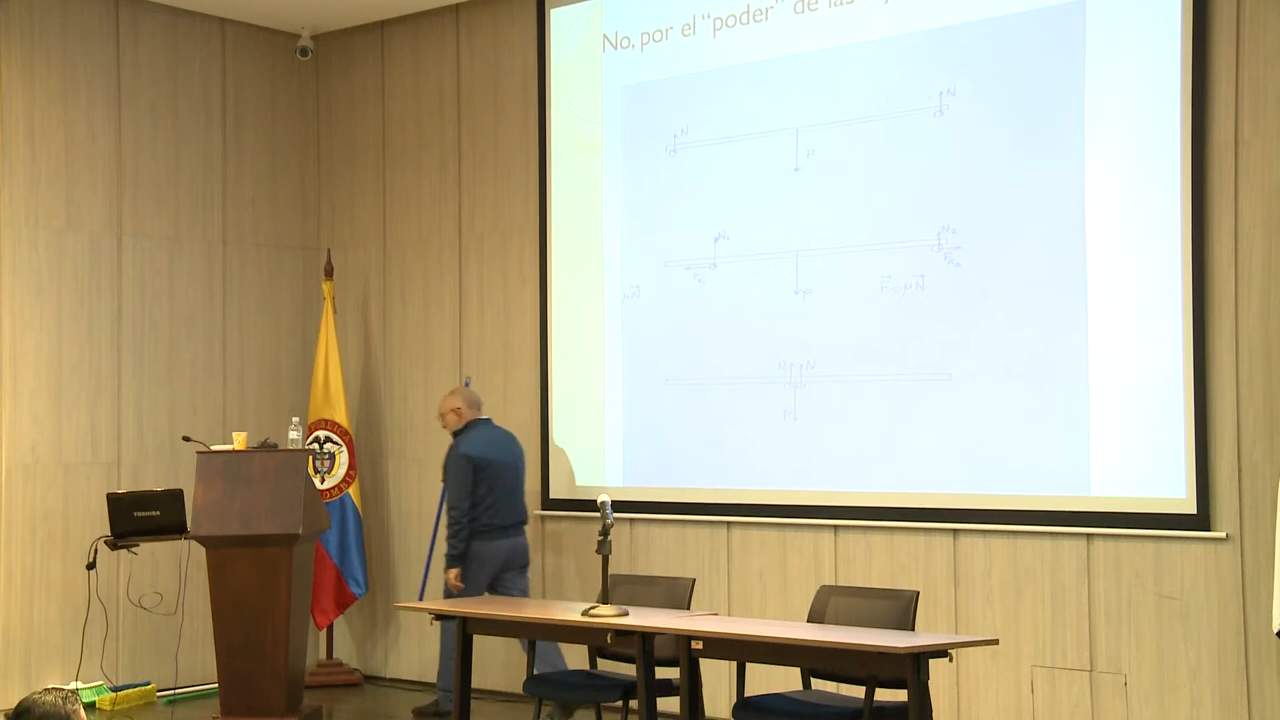 No, por el “poder” de las
N
N
P
N₁
N₂
P
μN
F=μN
N
N
P
REPUBLICA
COLOMBIA
TOSHIBA